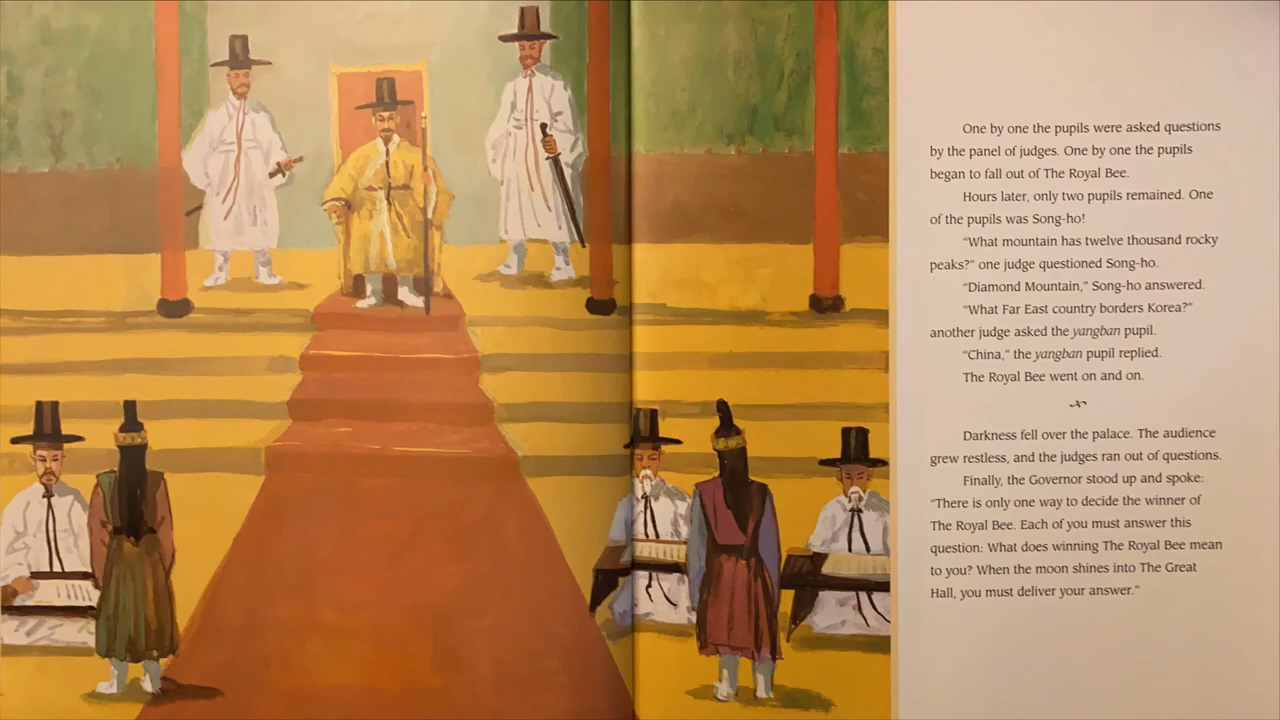 One by one the pupils were asked questions
by the panel of judges. One by one the pupils
began to fall out of The Royal Bee.
Hours later, only two pupils remained. One
of the pupils was Song-ho!
“What mountain has twelve thousand rocky
peaks?” one judge questioned Song-ho.
“Diamond Mountain,” Song-ho answered.
“What Far East country borders Korea?”
another judge asked the yangban pupil.
“China,” the yangban pupil replied.
The Royal Bee went on and on.
Darkness fell over the palace. The audience
grew restless, and the judges ran out of questions.
Finally, the Governor stood up and spoke:
“There is only one way to decide the winner of
The Royal Bee. Each of you must answer this
question: What does winning The Royal Bee mean
to you? When the moon shines into The Great
Hall, you must deliver your answer.”